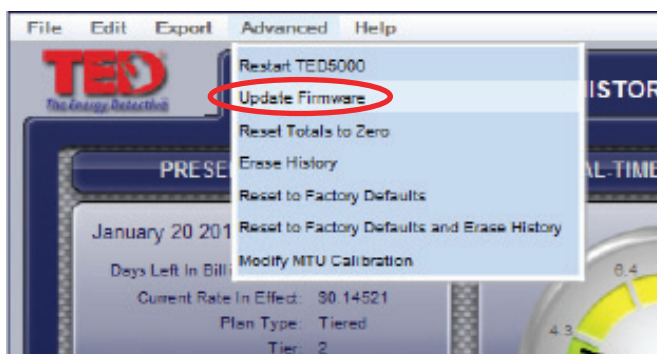 File Edit Export Advanced Help
TED
The Energy Detective
Restart TED5000
Update Firmware
ISTOR
Reset Totals to Zero
PRESE
Erase History
AL-TIME
Reset to Factory Defaults
January 20 201
Reset to Factory Defaults and Erase History
Days Left In Bill
Modify MTU Calibration
6.4
Current Rate In Effect: $0.14521
Plan Type: Tiered
4.3
Tier: 2